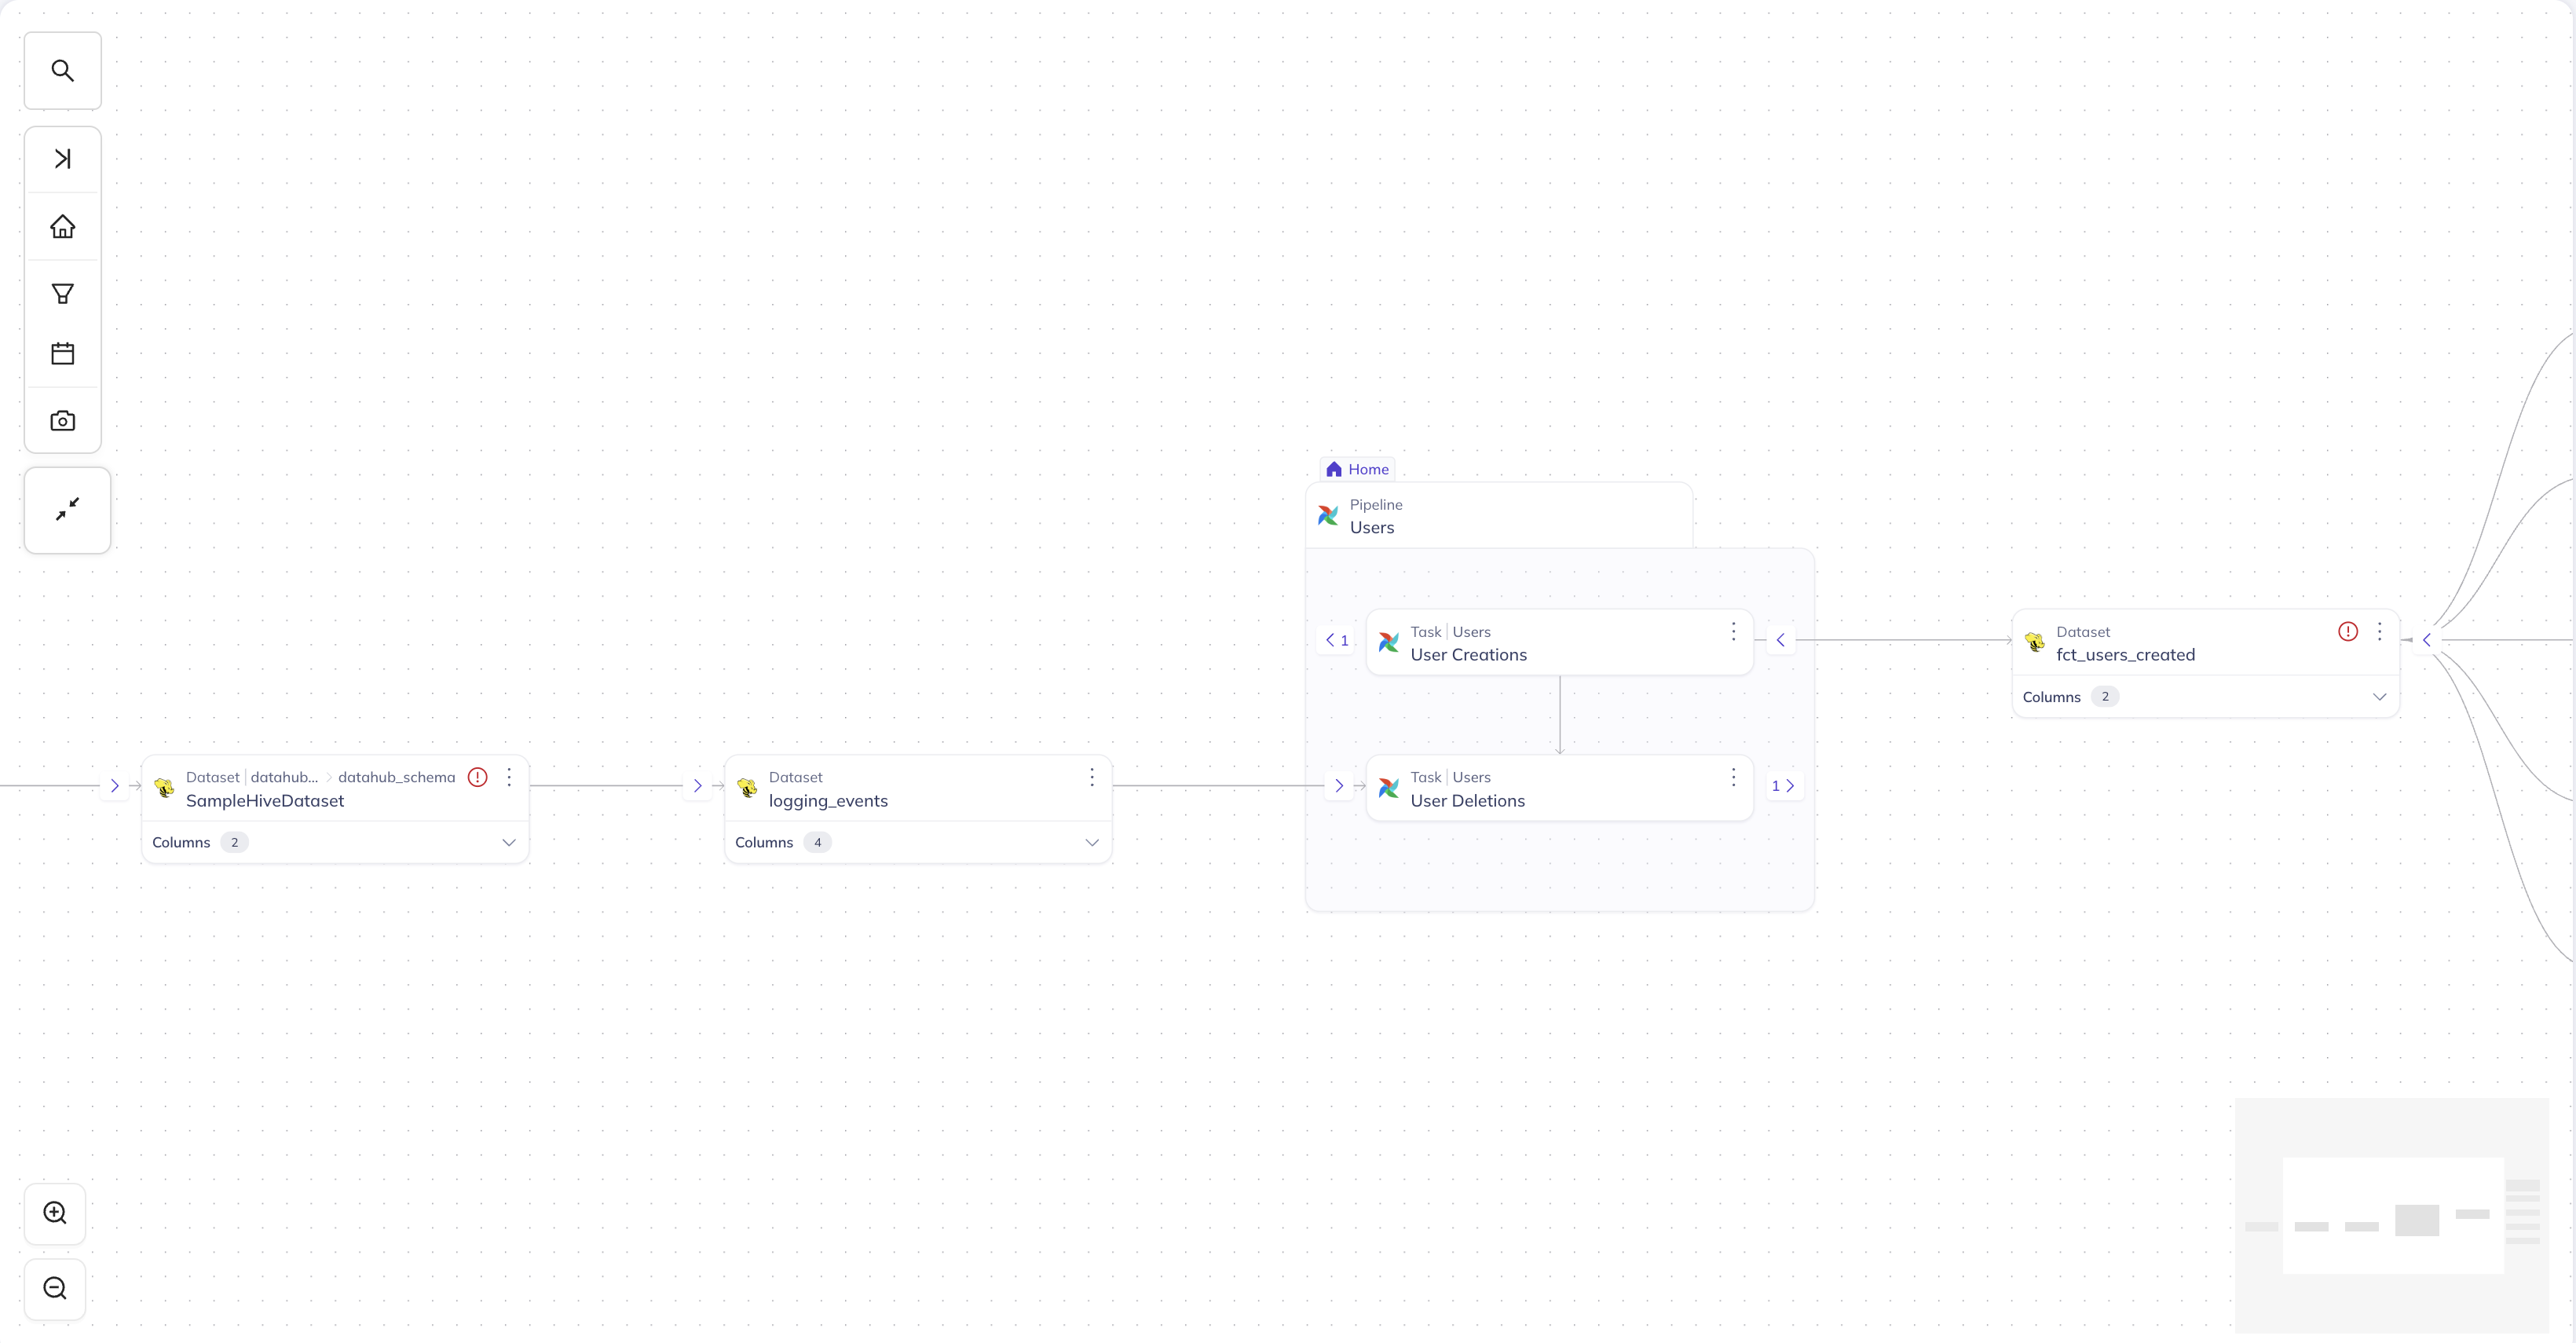 Home
Pipeline
Users
1
Task | Users
User Creations
Dataset
fct_users_created
Columns 2
Dataset | datahub... > datahub_schema
SampleHiveDataset
Columns 2
Dataset
logging_events
Columns 4
Task | Users
User Deletions
1